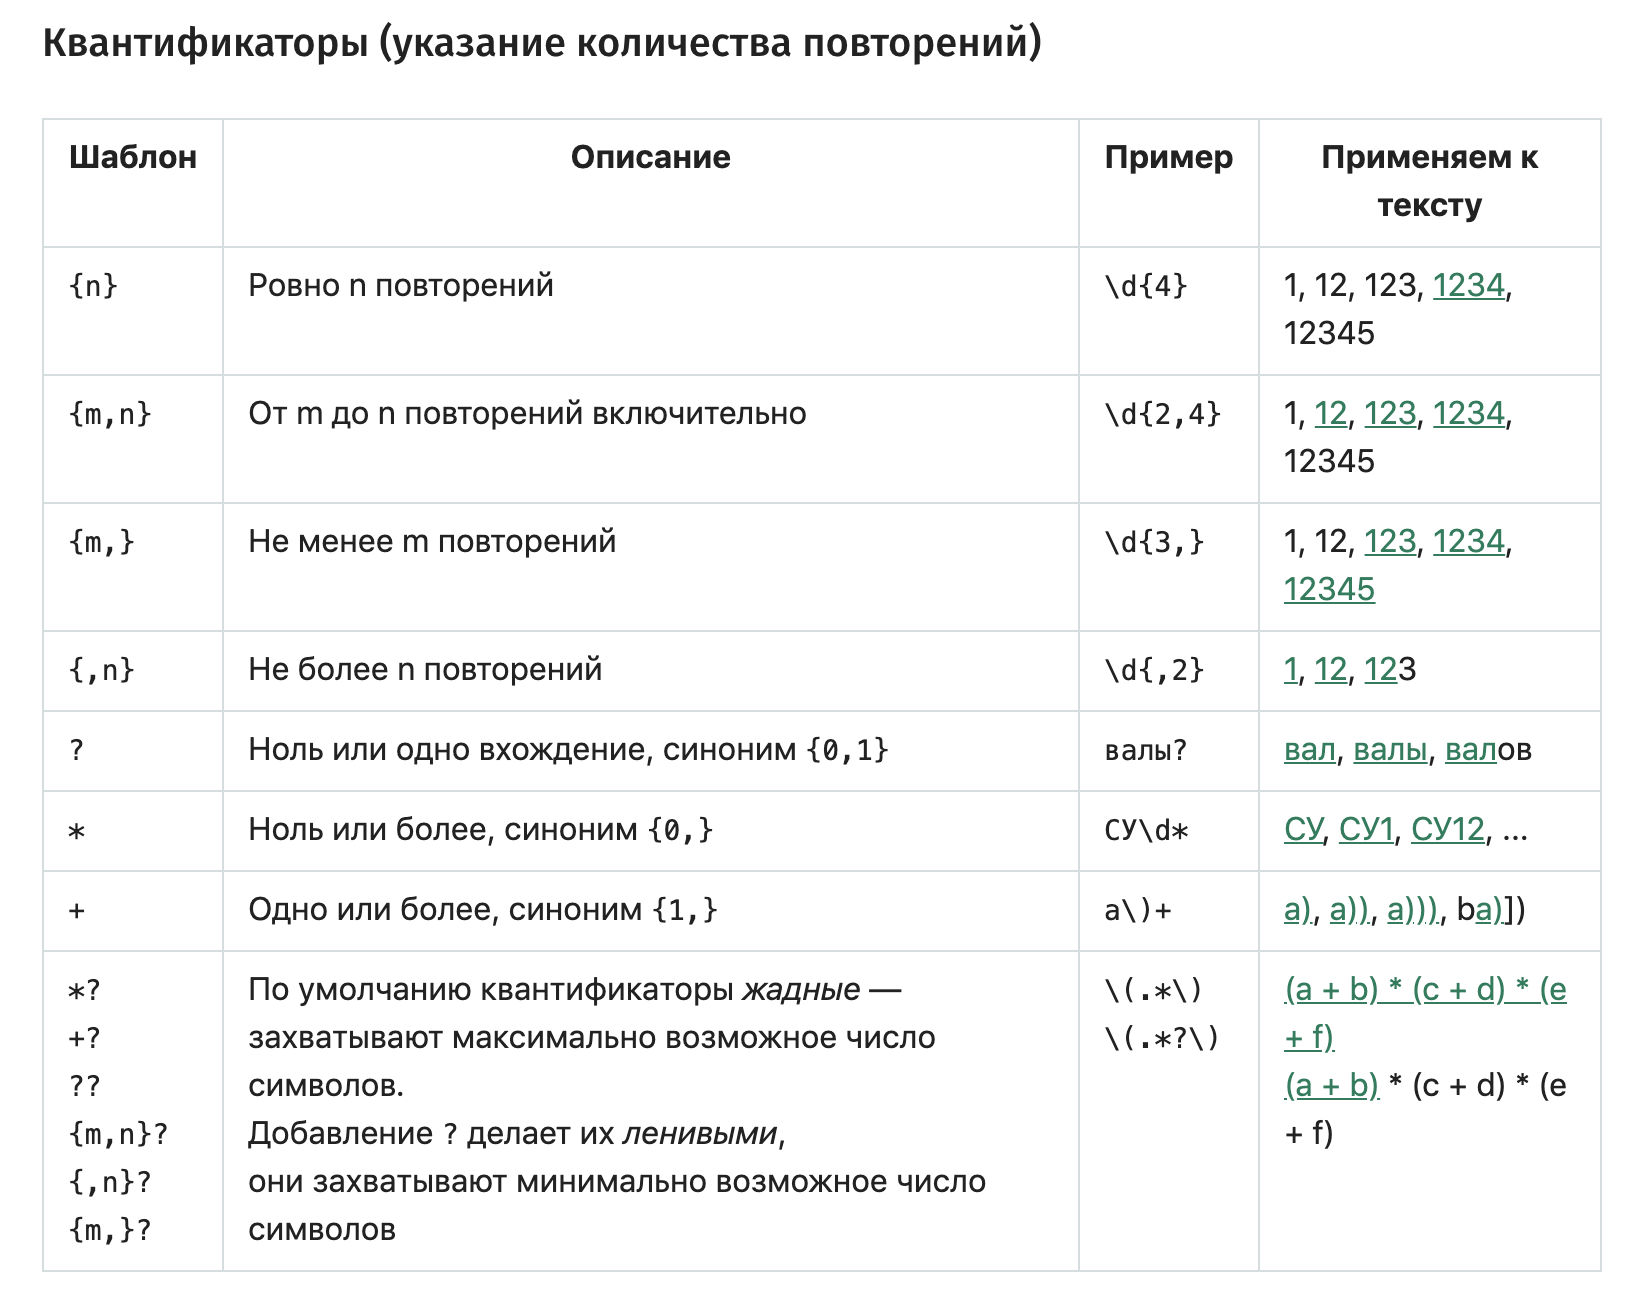 Квантификаторы (указание количества повторений)
Шаблон Описание Пример Применяем к
тексту
{n} Ровно n повторений \d{4} 1, 12, 123, 1234,
12345
{m,n} От m до n повторений включительно \d{2,4} 1, 12, 123, 1234,
12345
{m,} Не менее m повторений \d{3,} 1, 12, 123, 1234,
12345
{,n} Не более n повторений \d{,2} 1, 12, 123
? Ноль или одно вхождение, синоним {0,1} валы? вал, валы, валов
* Ноль или более, синоним {0,} СУ\d* СУ, СУ1, СУ12, ...
+ Одно или более, синоним {1,} a\)+ a), a)), a))), ba)])
*? По умолчанию квантификаторы жадные — \(.*\) (a + b) * (c + d) * (e
+? захватывают максимально возможное число \(.*?\) + f)
?? символов. (a + b) * (c + d) * (e
{m,n}? Добавление ? делает их ленивыми, + f)
{,n}? они захватывают минимально возможное число
{m,}? символов